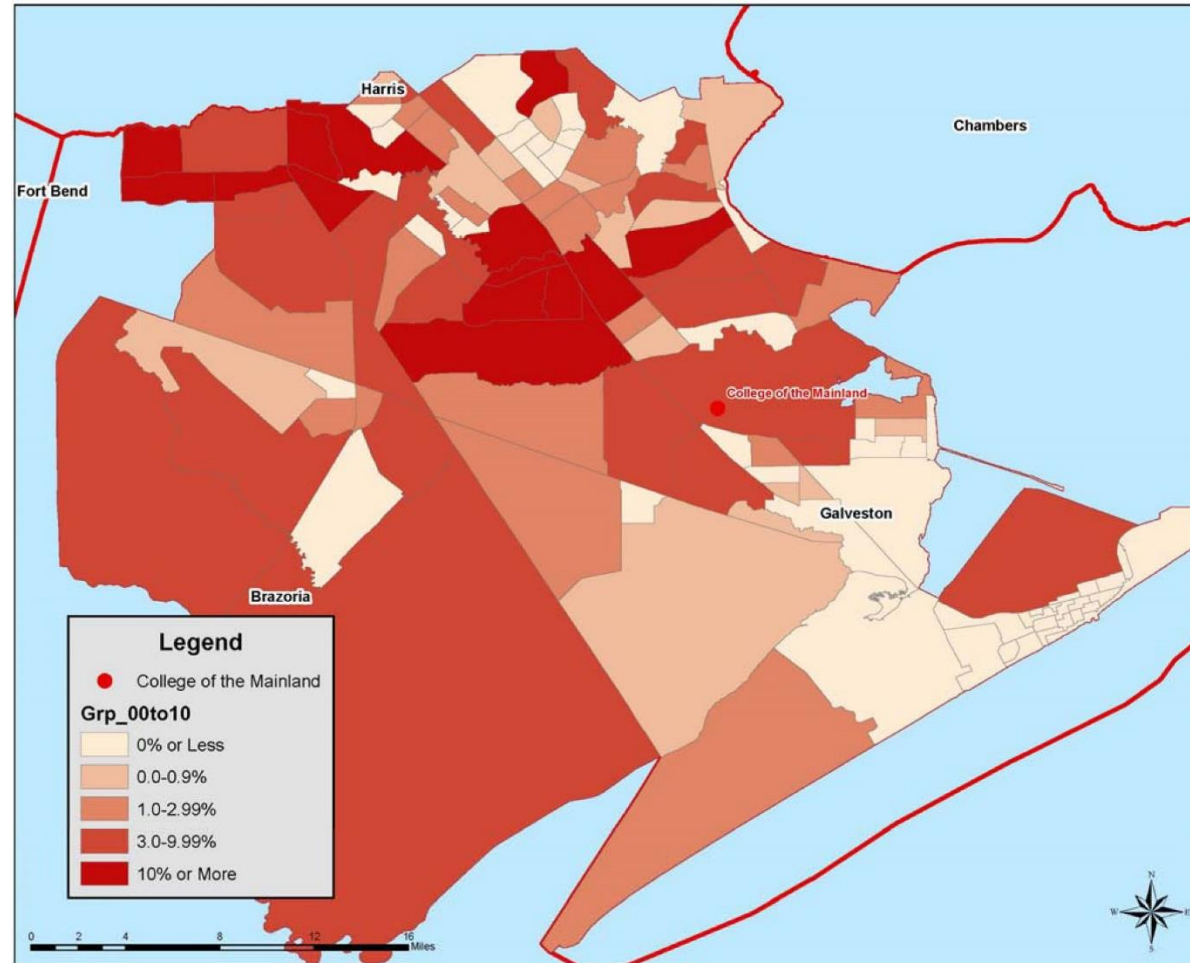 Harris
Chambers
Fort Bend
College of the Mainland
Galveston
Brazoria
Legend
College of the Mainland
Grp_00to10
0% or Less
0.0-0.9%
1.0-2.99%
3.0-9.99%
10% or More
0 2 4 8 12 16
Miles
N
W E
S